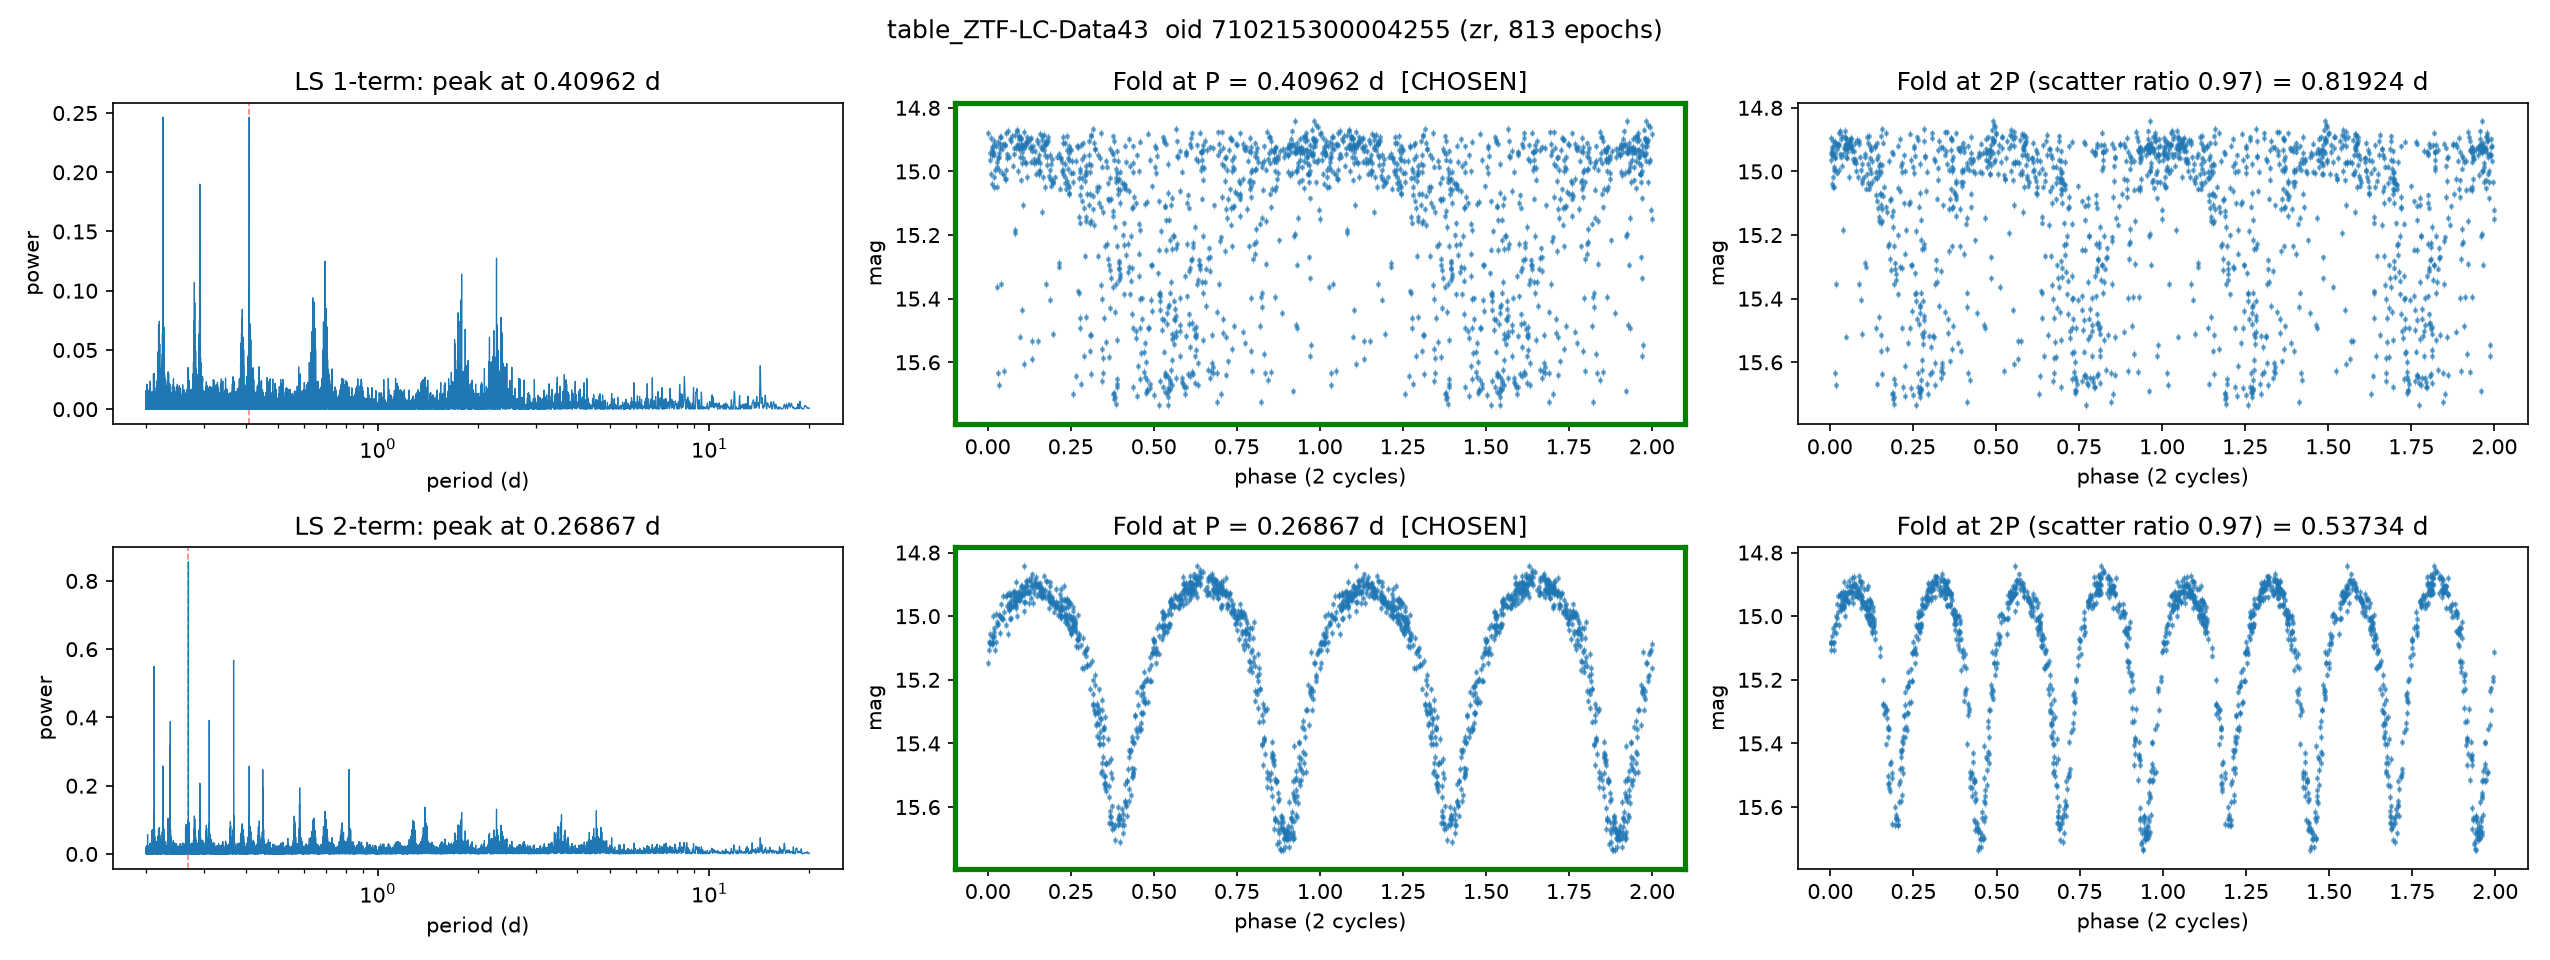 table_ZTF-LC-Data43  oid 710215300004255 (zr, 813 epochs)
LS 1-term: peak at 0.40962 d
power
0.25
0.20
0.15
0.10
0.05
0.00
10⁰
10¹
period (d)
Fold at P = 0.40962 d  [CHOSEN]
mag
14.8
15.0
15.2
15.4
15.6
0.00 0.25 0.50 0.75 1.00 1.25 1.50 1.75 2.00
phase (2 cycles)
Fold at 2P (scatter ratio 0.97) = 0.81924 d
mag
14.8
15.0
15.2
15.4
15.6
0.00 0.25 0.50 0.75 1.00 1.25 1.50 1.75 2.00
phase (2 cycles)
LS 2-term: peak at 0.26867 d
power
0.8
0.6
0.4
0.2
0.0
10⁰
10¹
period (d)
Fold at P = 0.26867 d  [CHOSEN]
mag
14.8
15.0
15.2
15.4
15.6
0.00 0.25 0.50 0.75 1.00 1.25 1.50 1.75 2.00
phase (2 cycles)
Fold at 2P (scatter ratio 0.97) = 0.53734 d
mag
14.8
15.0
15.2
15.4
15.6
0.00 0.25 0.50 0.75 1.00 1.25 1.50 1.75 2.00
phase (2 cycles)